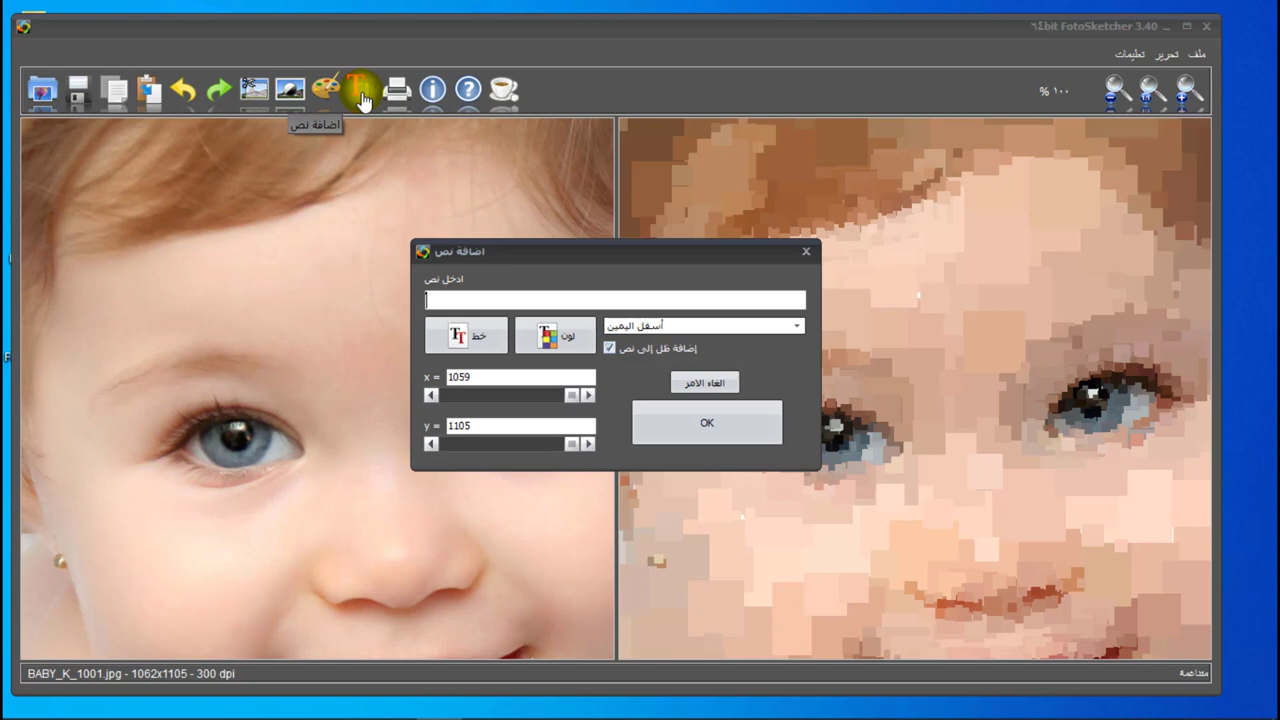 ٦٤bit FotoSketcher 3.40
ملف تحرير تعليمات
١٠٠ %
اضافة نص
اضافة نص
ادخل نص
خط
لون
أسفل اليمين
إضافة ظل إلى نص
x = 1059
الغاء الامر
y = 1105
OK
BABY_K_1001.jpg - 1062x1105 - 300 dpi